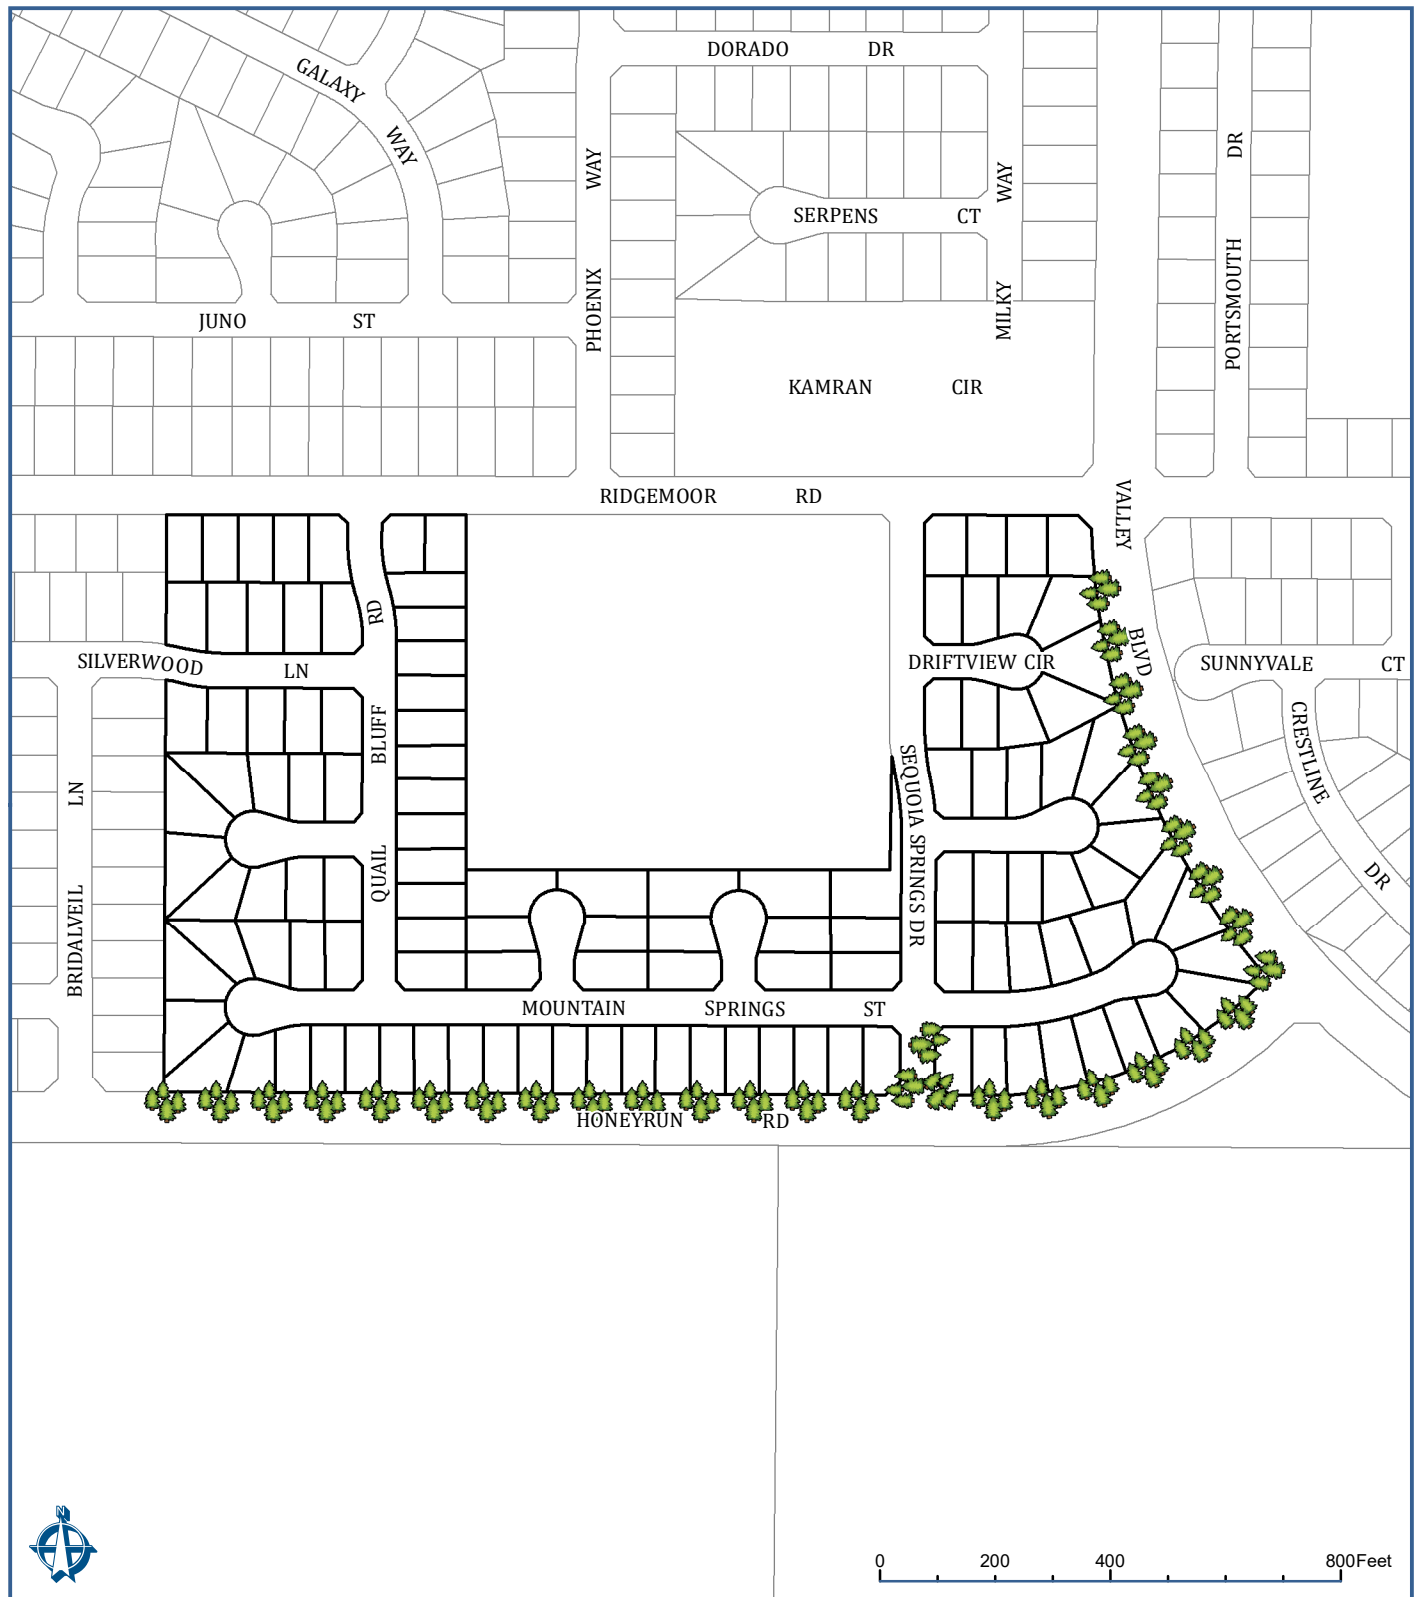 DORADO DR
GALAXY WAY
PHOENIX WAY
SERPENS CT
MILKY WAY
PORTSMOUTH DR
JUNO ST
KAMRAN CIR
RIDGEMOOR RD
VALLEY BLVD
SILVERWOOD LN
QUAIL BLUFF RD
DRIFTVIEW CIR
SUNNYVALE CT
CRESTLINE DR
SEQUOIA SPRINGS DR
BRIDALVEIL LN
MOUNTAIN SPRINGS ST
HONEYRUN RD
N
0 200 400 800Feet